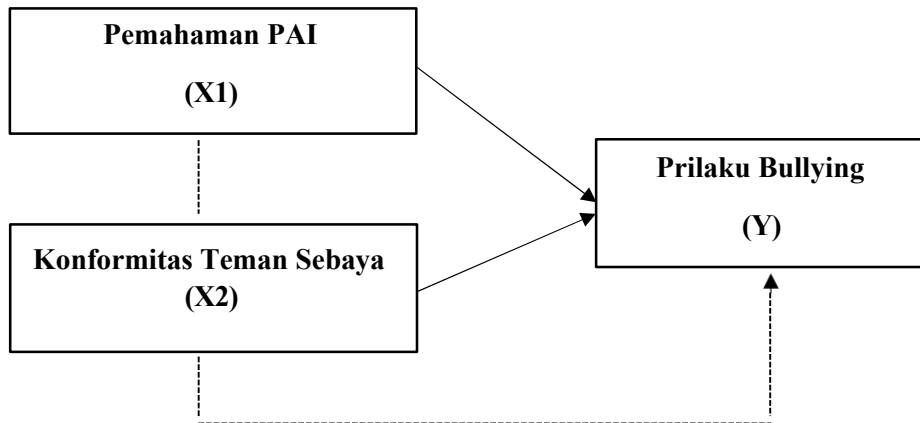 Pemahaman PAI
(X1)
Prilaku Bullying
(Y)
Konformitas Teman Sebaya
(X2)